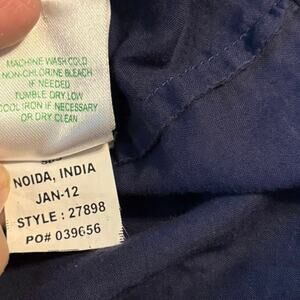 MACHINE WASH COLD
NON-CHLORINE BLEACH
IF NEEDED
TUMBLE DRY LOW
COOL IRON IF NECESSARY
OR DRY CLEAN
NOIDA, INDIA
JAN-12
STYLE : 27898
PO# 039656